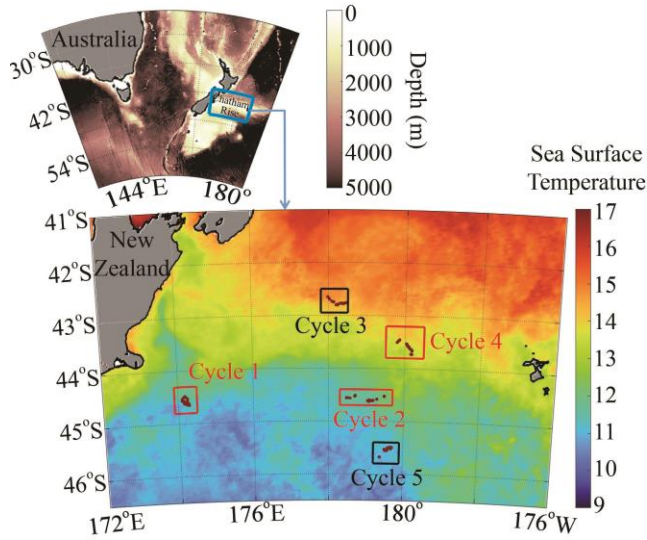 Australia
30°S
42°S
54°S
144°E
180°
Chatham
Rise
0
1000
2000
3000
4000
5000
Depth (m)
Sea Surface
Temperature
41°S
42°S
43°S
44°S
45°S
46°S
New
Zealand
Cycle 3
Cycle 4
Cycle 1
Cycle 2
Cycle 5
172°E
176°E
180°
176°W
17
16
15
14
13
12
11
10
9